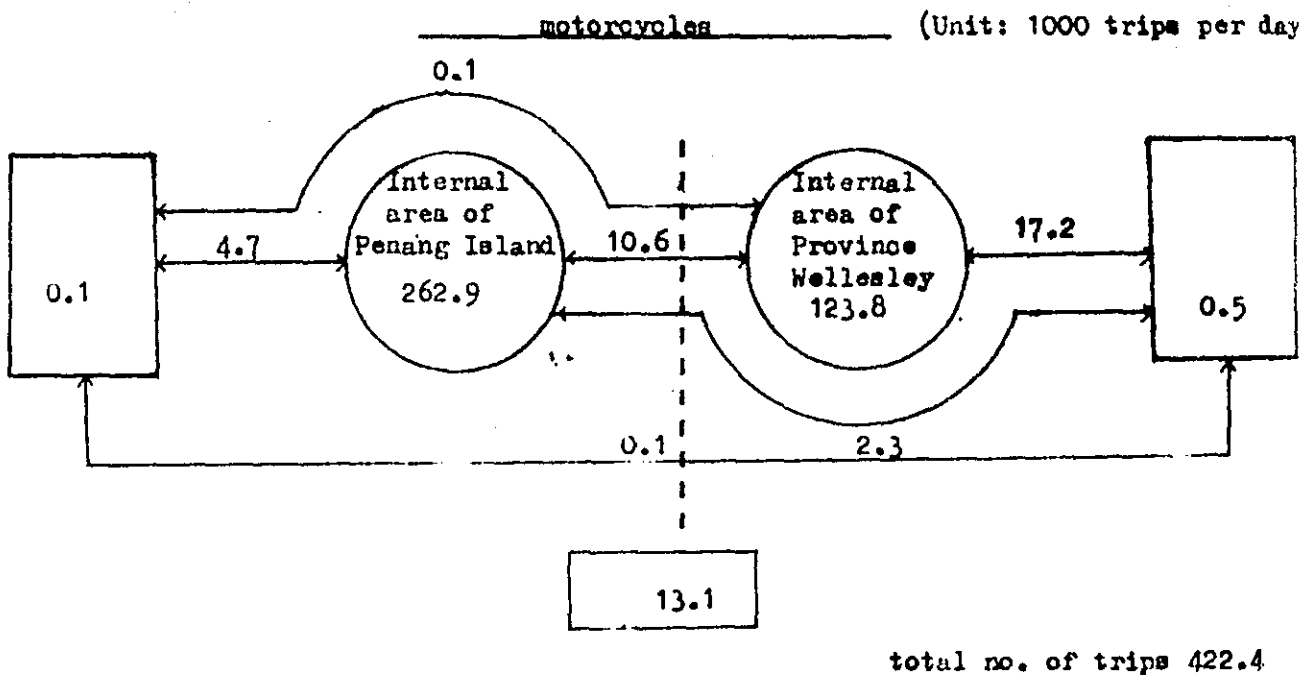 motorcycles (Unit: 1000 trips per day
0.1
Internal
area of
Penang Island
262.9
Internal
area of
Province
Wellesley
123.8
4.7
10.6
17.2
0.1
0.5
0.1
2.3
13.1
total no. of trips 422.4